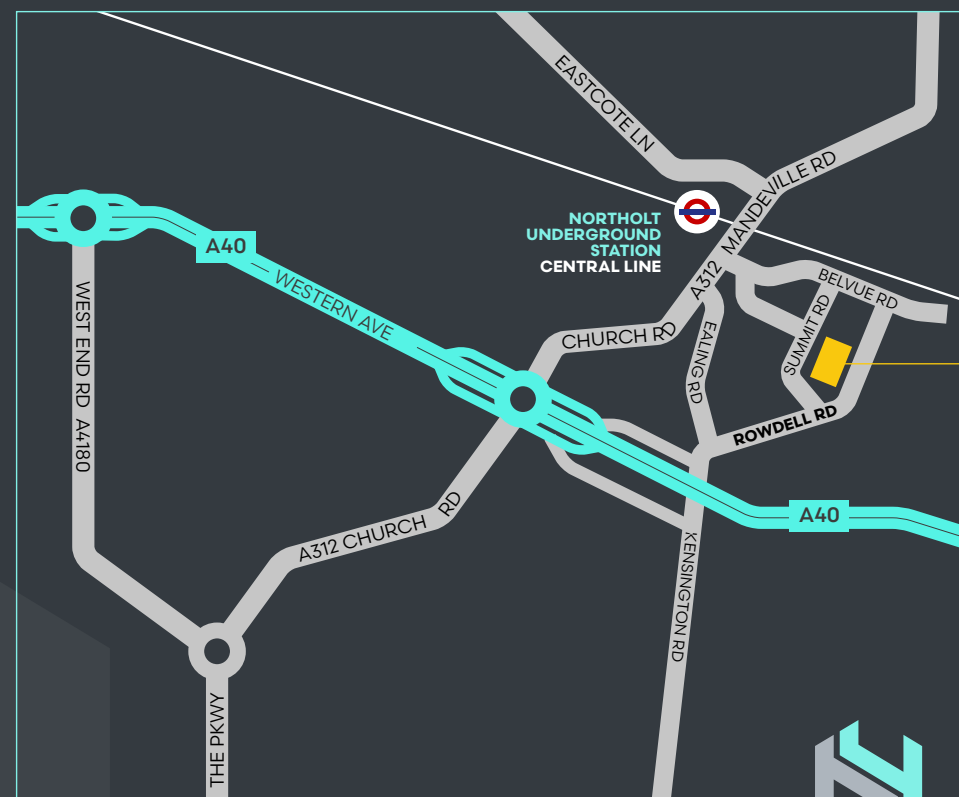 EASTCOTE LN
MANDEVILLE RD
NORTHOLT
UNDERGROUND
STATION
CENTRAL LINE
A40
WESTERN AVE
A312
BELVUE RD
SUMMIT RD
CHURCH RD
EALING RD
WEST END RD A4180
ROWDELL RD
A312 CHURCH RD
A40
KENSINGTON RD
THE PKWY